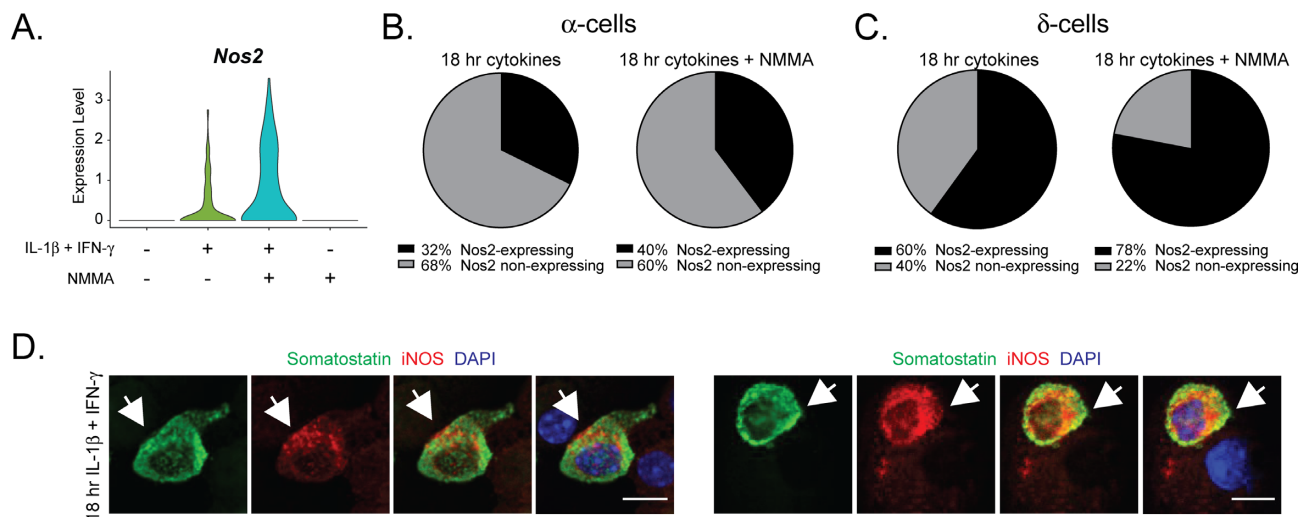 A.
Nos2
Expression Level
3
2
1
0
IL-1β + IFN-γ - + + -
NMMA - - + +
B.
α-cells
18 hr cytokines 18 hr cytokines + NMMA
32% Nos2-expressing
68% Nos2 non-expressing
40% Nos2-expressing
60% Nos2 non-expressing
C.
δ-cells
18 hr cytokines 18 hr cytokines + NMMA
60% Nos2-expressing
40% Nos2 non-expressing
78% Nos2-expressing
22% Nos2 non-expressing
D.
18 hr IL-1β + IFN-γ
Somatostatin iNOS DAPI
Somatostatin iNOS DAPI